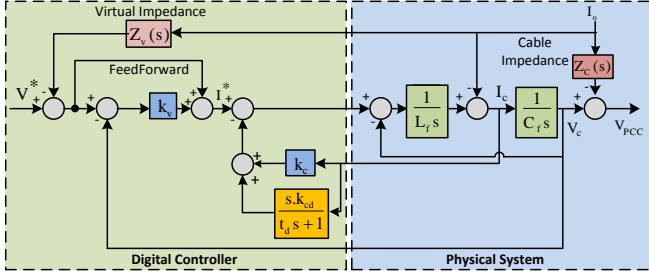 Virtual Impedance
I_o
Z_v(s)
Cable
Impedance
Z_C(s)
FeedForward
V*
+
-
+
-
k_v
+
+
I*
+
-
+
-
1
L_f s
+
-
I_c
1
C_f s
-
+
V_c
V_PCC
+
+
k_c
s.k_cd
t_d s + 1
Digital Controller
Physical System